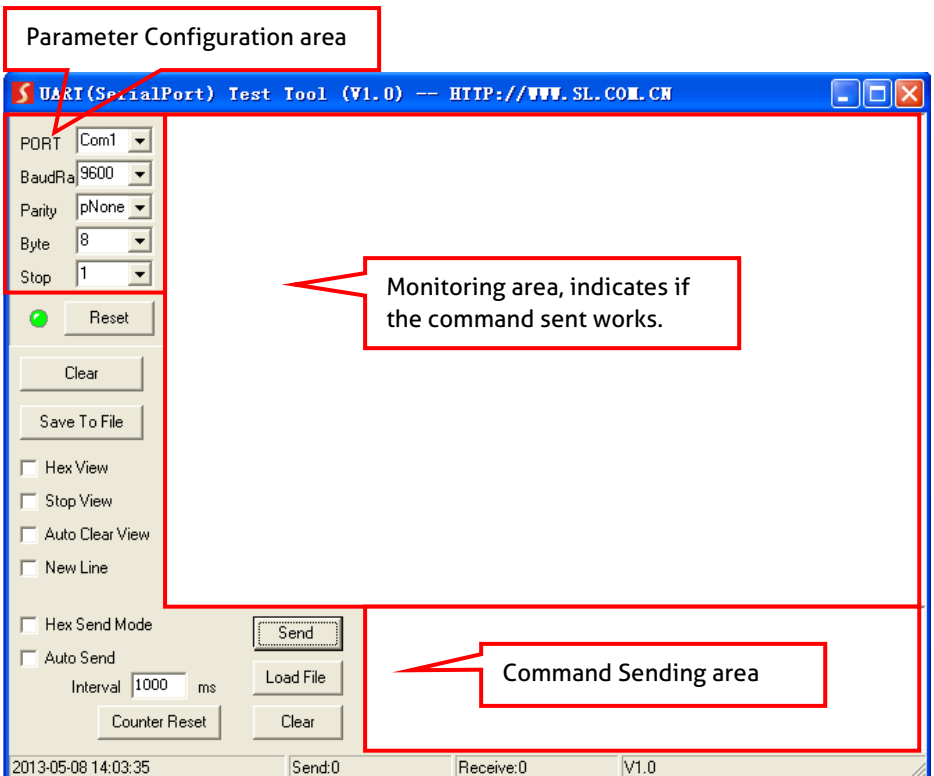 Parameter Configuration area
UART(SerialPort) Test Tool (V1.0) -- HTTP://WWW.SL.COM.CN
PORT Com1
BaudRa 9600
Parity pNone
Byte 8
Stop 1
Reset
Clear
Save To File
Hex View
Stop View
Auto Clear View
New Line
Monitoring area, indicates if
the command sent works.
Hex Send Mode
Auto Send
Interval 1000 ms
Counter Reset
Send
Load File
Clear
Command Sending area
2013-05-08 14:03:35 Send:0 Receive:0 V1.0